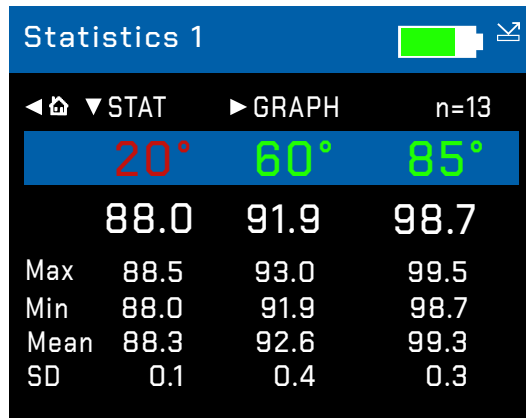 Statistics 1
STAT GRAPH n=13
20° 60° 85°
88.0 91.9 98.7
Max 88.5 93.0 99.5
Min 88.0 91.9 98.7
Mean 88.3 92.6 99.3
SD 0.1 0.4 0.3